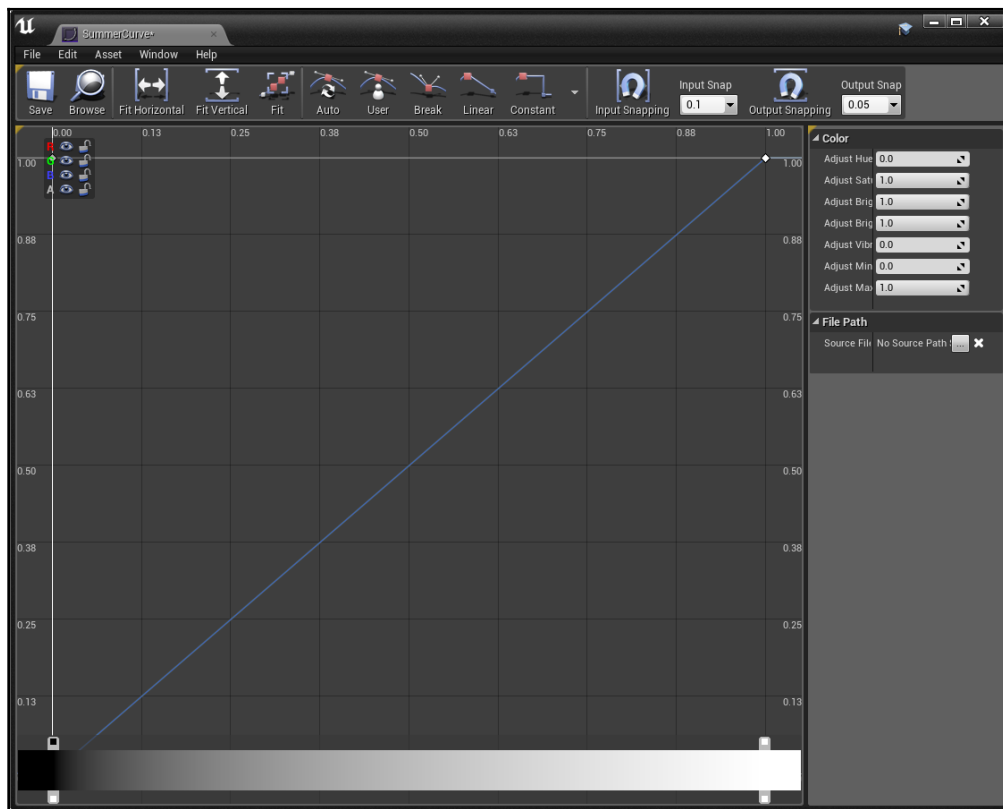 SummerCurve*
File Edit Asset Window Help
Save Browse Fit Horizontal Fit Vertical Fit Auto User Break Linear Constant Input Snapping Input Snap 0.1 Output Snapping Output Snap 0.05
0.00 0.13 0.25 0.38 0.50 0.63 0.75 0.88 1.00
R
G
B
A
1.00 1.00
0.88 0.88
0.75 0.75
0.63 0.63
0.50 0.50
0.38 0.38
0.25 0.25
0.13 0.13
Color
Adjust Hue 0.0
Adjust Satu 1.0
Adjust Brig 1.0
Adjust Brig 1.0
Adjust Vibr 0.0
Adjust Min 0.0
Adjust Max 1.0
File Path
Source File No Source Path S ...